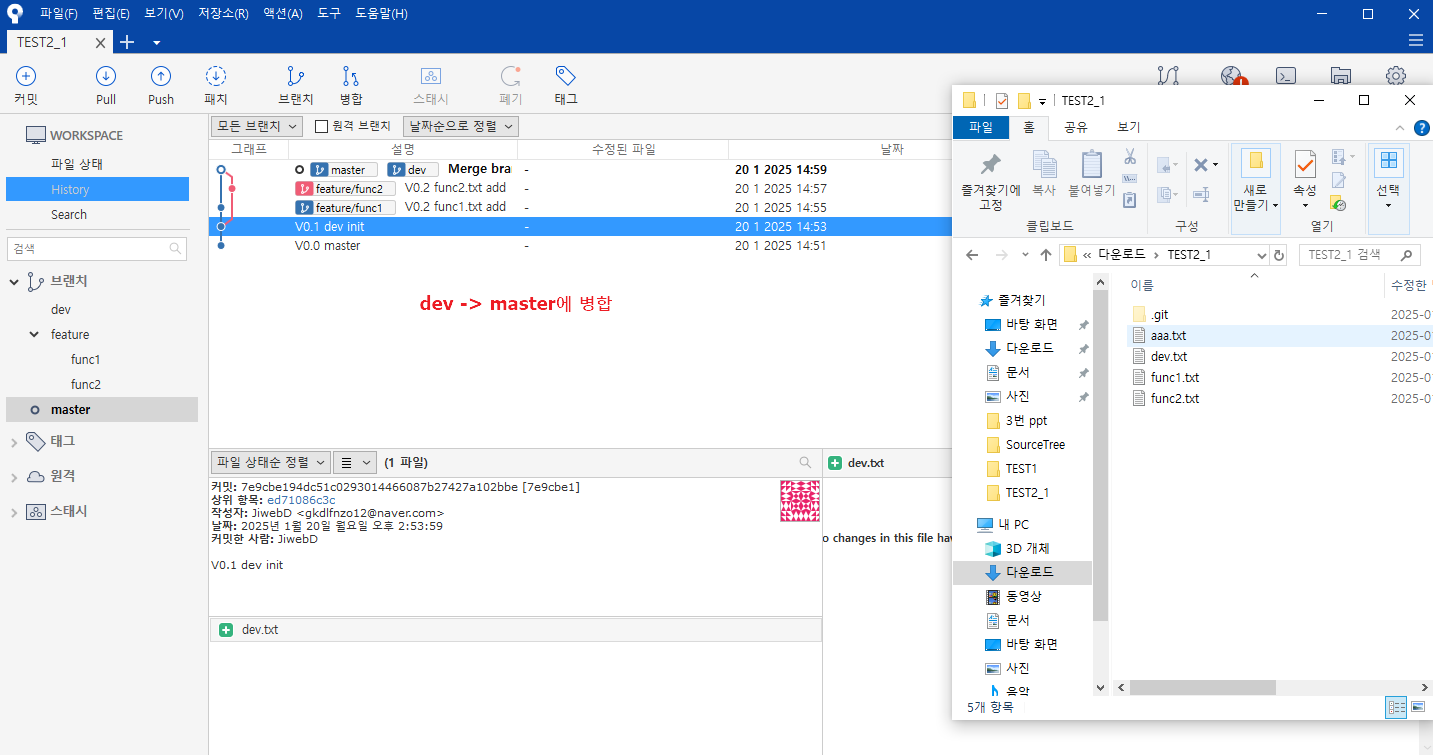 파일(F) 편집(E) 보기(V) 저장소(R) 액션(A) 도구 도움말(H)
TEST2_1
커밋 Pull Push 패치 브랜치 병합 스태시 폐기 태그
WORKSPACE
파일 상태
History
Search
검색
브랜치
dev
feature
func1
func2
master
태그
원격
스태시
모든 브랜치 원격 브랜치 날짜순으로 정렬
그래프 설명 수정된 파일 날짜
master dev Merge bra - 20 1 2025 14:59
feature/func2 V0.2 func2.txt add - 20 1 2025 14:57
feature/func1 V0.2 func1.txt add - 20 1 2025 14:55
V0.1 dev init - 20 1 2025 14:53
V0.0 master - 20 1 2025 14:51
dev -> master에 병합
파일 상태순 정렬 (1 파일)
커밋: 7e9cbe194dc51c0293014466087b27427a102bbe [7e9cbe1]
상위 항목: ed71086c3c
작성자: JiwebD <gkdlfnzo12@naver.com>
날짜: 2025년 1월 20일 월요일 오후 2:53:59
커밋한 사람: JiwebD
V0.1 dev init
dev.txt
dev.txt
o changes in this file hav
TEST2_1
파일 홈 공유 보기
즐겨찾기에 고정 복사 붙여넣기
클립보드
구성
새로 만들기
속성
열기
선택
« 다운로드 › TEST2_1
TEST2_1 검색
즐겨찾기
바탕 화면
다운로드
문서
사진
3번 ppt
SourceTree
TEST1
TEST2_1
내 PC
3D 개체
다운로드
동영상
문서
바탕 화면
사진
음악
이름 수정한
.git 2025-0
aaa.txt 2025-0
dev.txt 2025-0
func1.txt 2025-0
func2.txt 2025-0
5개 항목